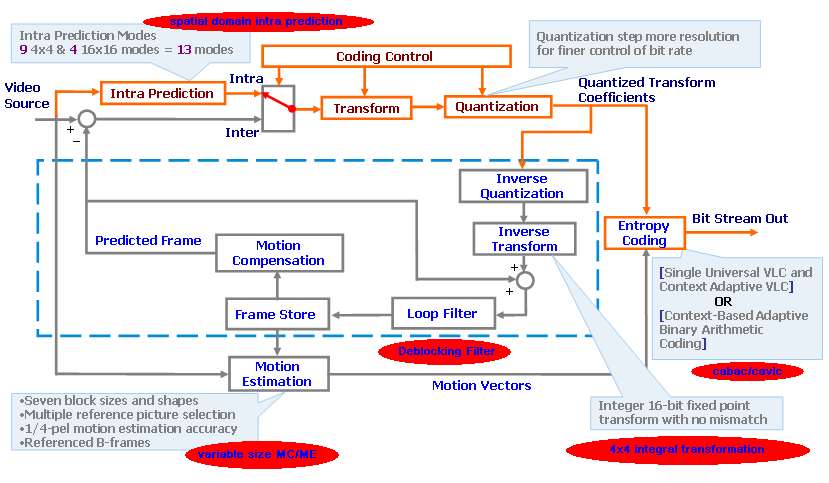 spatial domain intra prediction
Intra Prediction Modes
9 4x4 & 4 16x16 modes = 13 modes
Quantization step more resolution
for finer control of bit rate
Coding Control
Video
Source
Intra Prediction
Intra
Transform
Quantization
Quantized Transform
Coefficients
+
−
Inter
Inverse
Quantization
Predicted Frame
Motion
Compensation
Inverse
Transform
Entropy
Coding
Bit Stream Out
+
+
Frame Store
Loop Filter
[Single Universal VLC and
Context Adaptive VLC]
OR
[Context-Based Adaptive
Binary Arithmetic
Coding]
Deblocking Filter
cabac/cavlc
Motion
Estimation
Motion Vectors
•Seven block sizes and shapes
•Multiple reference picture selection
•1/4-pel motion estimation accuracy
•Referenced B-frames
Integer 16-bit fixed point
transform with no mismatch
variable size MC/ME
4x4 integral transformation